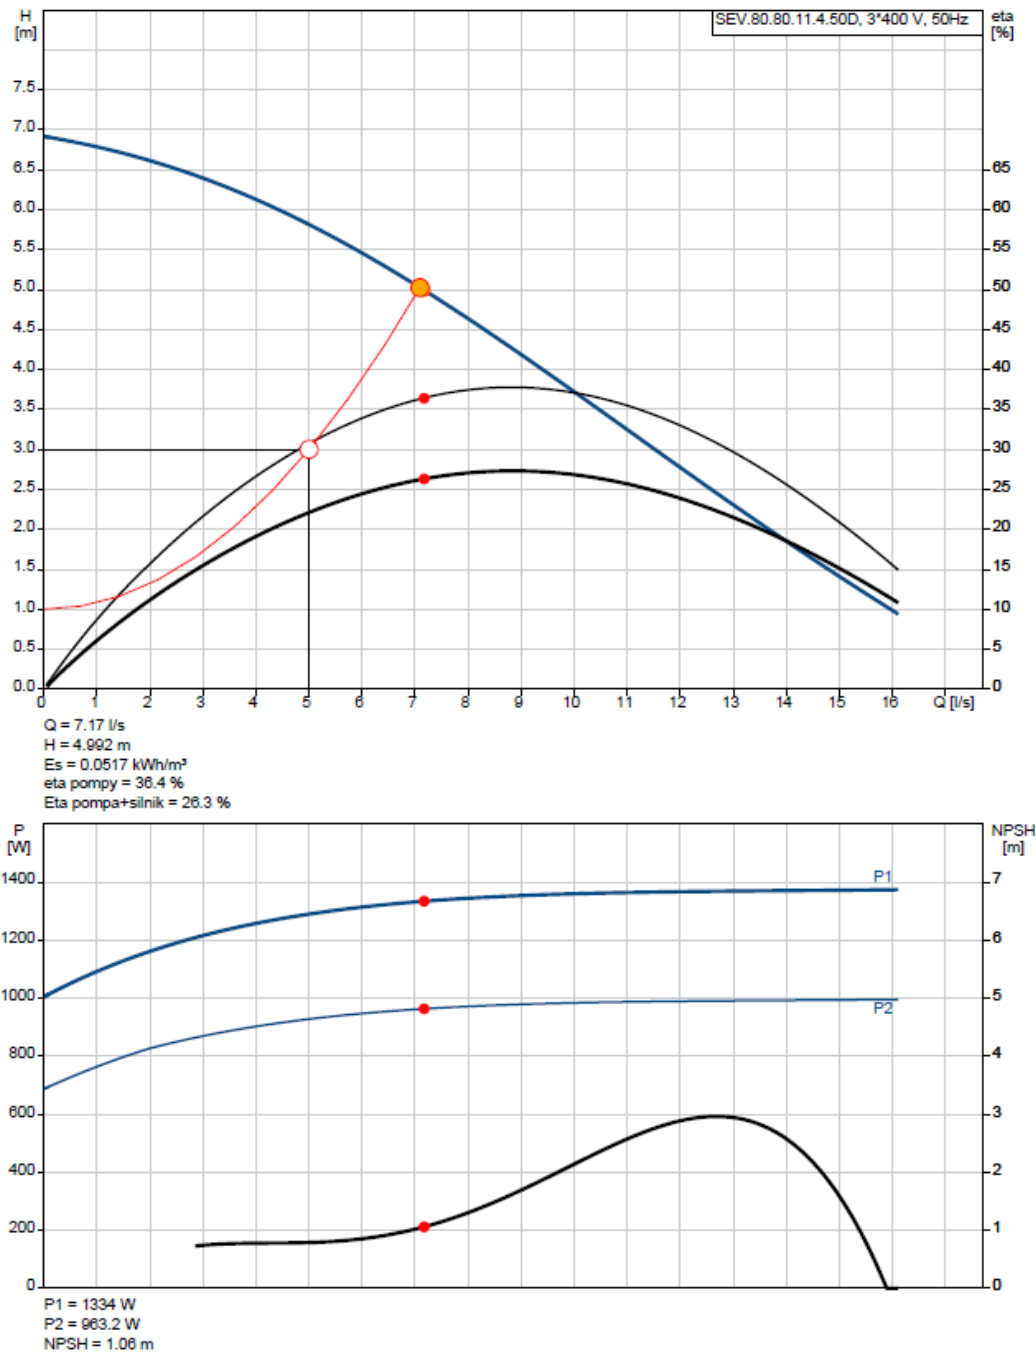 H
[m]
SEV.80.80.11.4.50D, 3*400 V, 50Hz
eta
[%]
7.5
7.0
6.5
6.0
5.5
5.0
4.5
4.0
3.5
3.0
2.5
2.0
1.5
1.0
0.5
0.0
65
60
55
50
45
40
35
30
25
20
15
10
5
0
0 1 2 3 4 5 6 7 8 9 10 11 12 13 14 15 16 Q [l/s]
Q = 7.17 l/s
H = 4.992 m
Es = 0.0517 kWh/m³
eta pompy = 36.4 %
Eta pompa+silnik = 26.3 %
P
[W]
NPSH
[m]
1400
1200
1000
800
600
400
200
0
P1
P2
7
6
5
4
3
2
1
0
P1 = 1334 W
P2 = 963.2 W
NPSH = 1.06 m